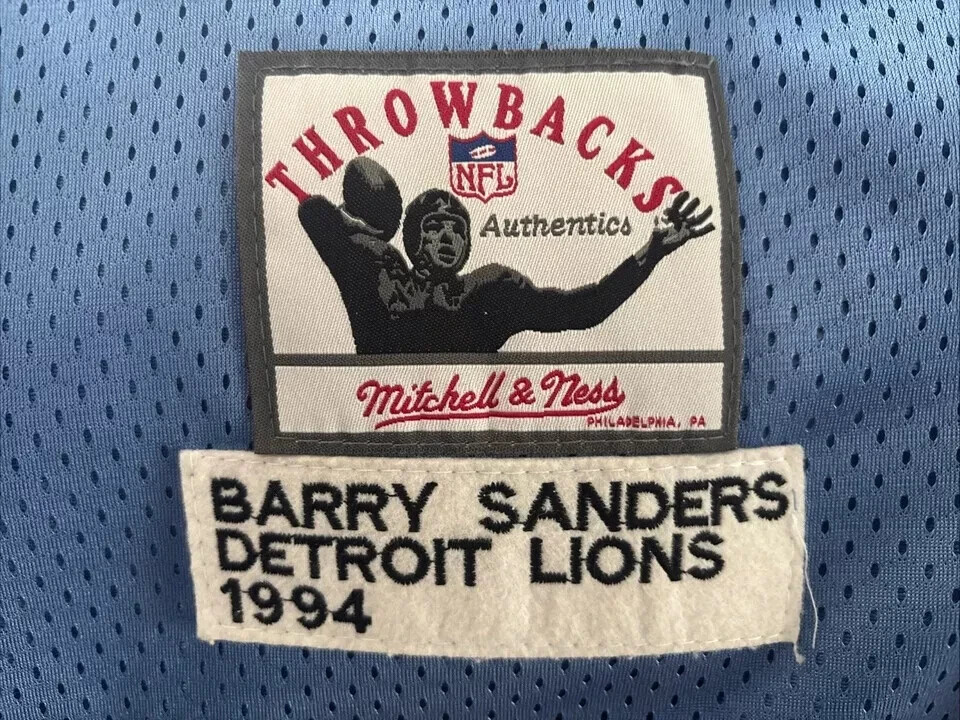 THROWBACKS
NFL
Authentics
Mitchell & Ness
PHILADELPHIA, PA
BARRY SANDERS
DETROIT LIONS
1994